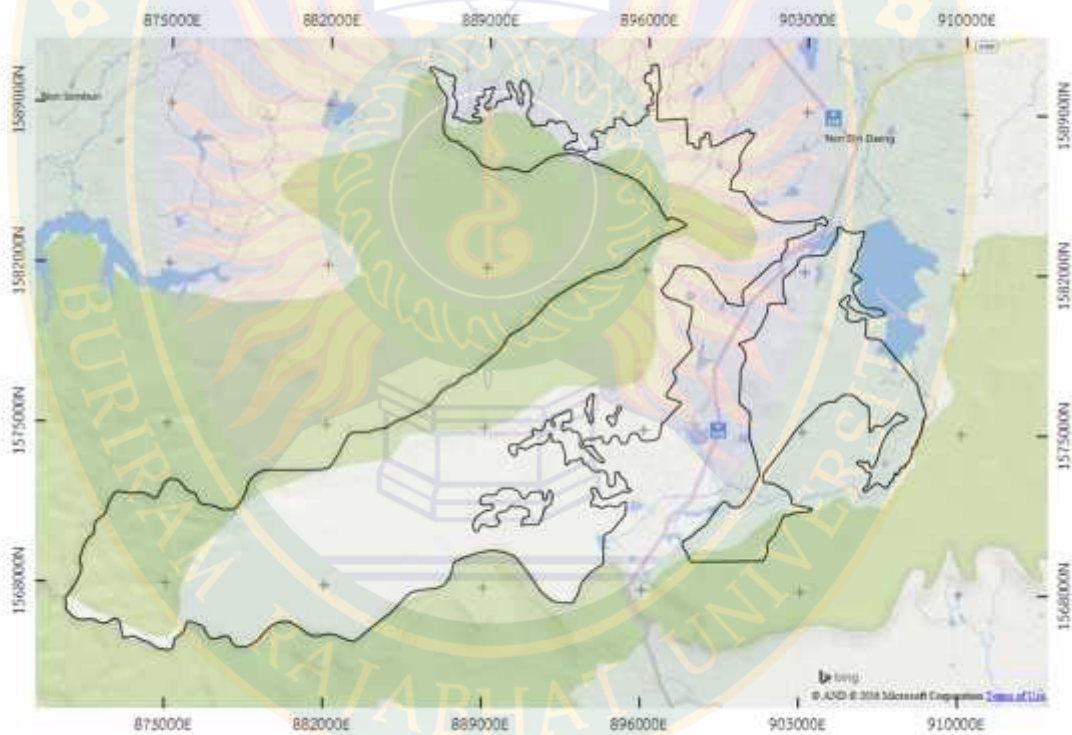 875000E 882000E 889000E 896000E 903000E 910000E
1589000N
1589000N
Non Sombun
Non Din Daeng
1582000N
1582000N
1575000N
1575000N
1568000N
1568000N
BURIRAM RAJABHAT UNIVERSITY
bing
© AND © 2016 Microsoft Corporation Terms of Use
875000E 882000E 889000E 896000E 903000E 910000E